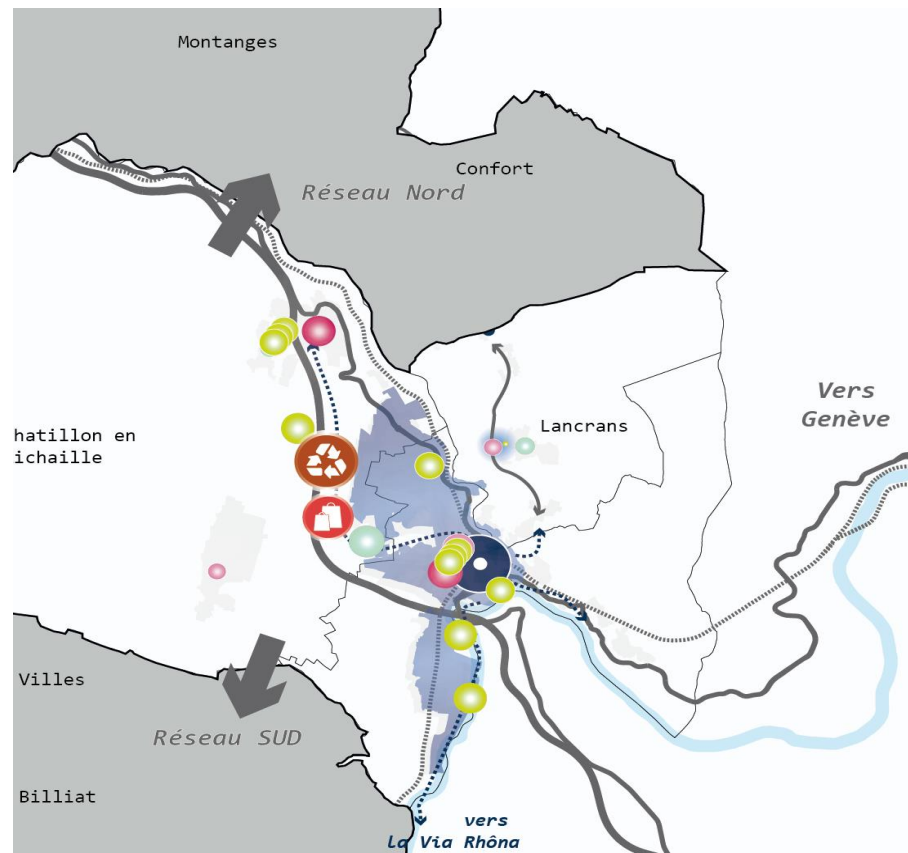 Montanges
Confort
Réseau Nord
Vers
Genève
Lancrans
hatillon en
ichaille
Villes
Réseau SUD
Billiat
vers
la Via Rhôna